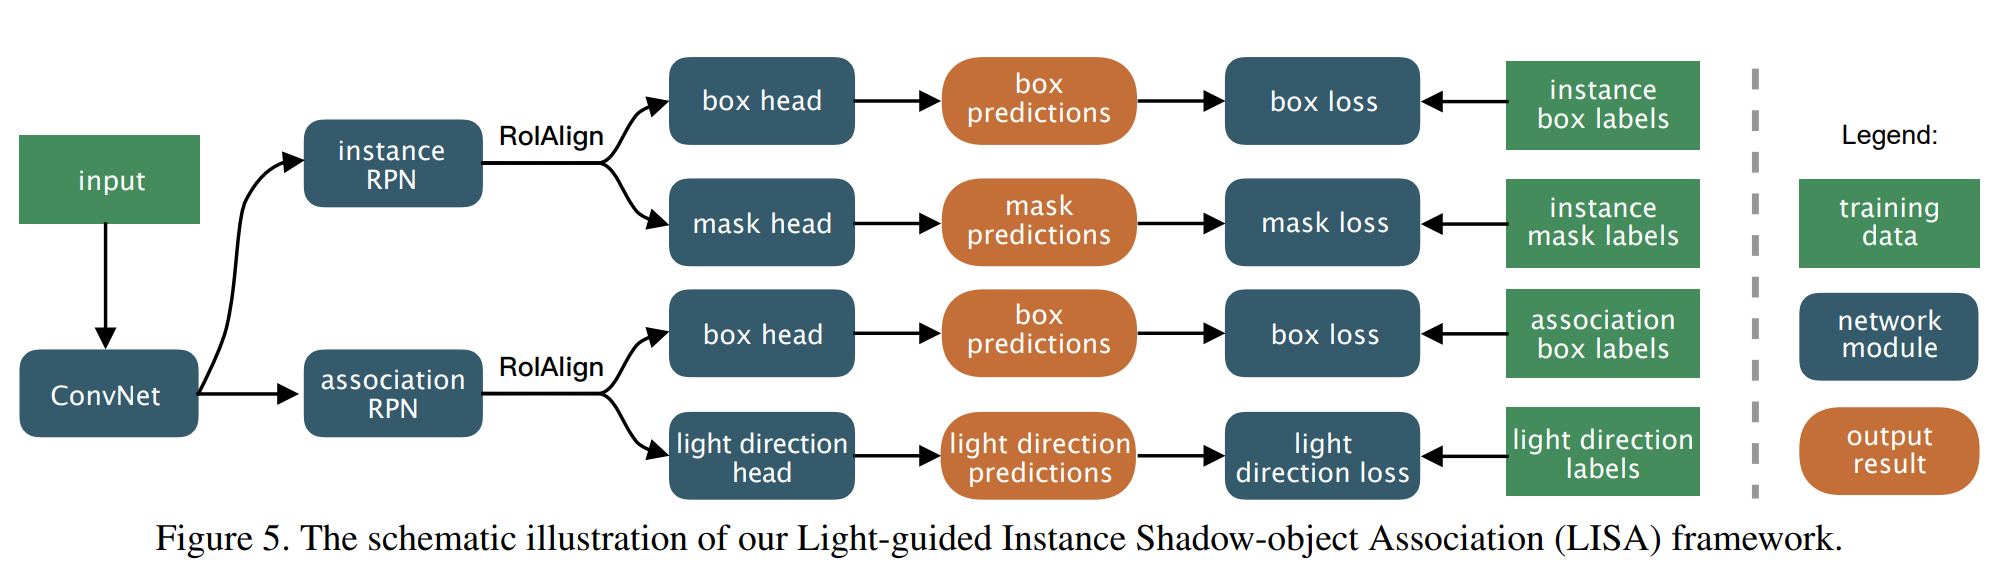 input
ConvNet
instance
RPN
association
RPN
RoIAlign
RoIAlign
box head
box
predictions
box loss
instance
box labels
mask head
mask
predictions
mask loss
instance
mask labels
box head
box
predictions
box loss
association
box labels
light direction
head
light direction
predictions
light
direction loss
light direction
labels
Legend:
training
data
network
module
output
result
Figure 5. The schematic illustration of our Light-guided Instance Shadow-object Association (LISA) framework.